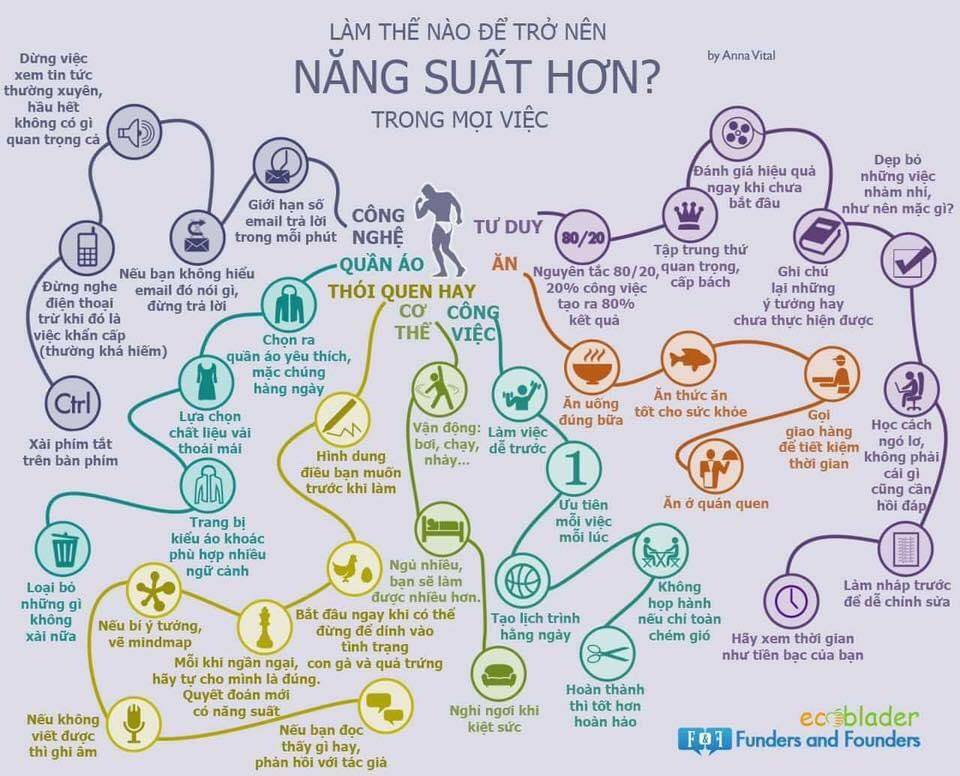 LÀM THẾ NÀO ĐỂ TRỞ NÊN
NĂNG SUẤT HƠN?
TRONG MỌI VIỆC
by Anna Vital
CÔNG
NGHỆ
Giới hạn số
email trả lời
trong mỗi phút
Nếu bạn không hiểu
email đó nói gì,
đừng trả lời
Dừng việc
xem tin tức
thường xuyên,
hầu hết
không có gì
quan trọng cả
Đừng nghe
điện thoại
trừ khi đó là
việc khẩn cấp
(thường khá hiếm)
Ctrl
Xài phím tắt
trên bàn phím
QUẦN ÁO
Chọn ra
quần áo yêu thích,
mặc chúng
hàng ngày
Lựa chọn
chất liệu vải
thoải mái
Trang bị
kiểu áo khoác
phù hợp nhiều
ngữ cảnh
Loại bỏ
những gì
không
xài nữa
THÓI QUEN HAY
Hình dung
điều bạn muốn
trước khi làm
Bắt đầu ngay khi có thể
đừng để dính vào
tình trạng
con gà và quả trứng
Mỗi khi ngần ngại,
hãy tự cho mình là đúng.
Quyết đoán mới
có năng suất
Nếu bí ý tưởng,
vẽ mindmap
Nếu không
viết được
thì ghi âm
Nếu bạn đọc
thấy gì hay,
phản hồi với tác giả
CƠ
THỂ
Vận động:
bơi, chạy,
nhảy...
Ngủ nhiều,
bạn sẽ làm
được nhiều hơn.
Nghỉ ngơi khi
kiệt sức
CÔNG
VIỆC
Làm việc
dễ trước
1
Ưu tiên
mỗi việc
mỗi lúc
Tạo lịch trình
hằng ngày
Không
họp hành
nếu chỉ toàn
chém gió
Hoàn thành
thì tốt hơn
hoàn hảo
ĂN
Ăn uông
đúng bữa
Ăn thức ăn
tốt cho sức khỏe
Gọi
giao hàng
để tiết kiệm
thời gian
Ăn ở quán quen
TƯ DUY
80/20
Nguyên tắc 80/20,
20% công việc
tạo ra 80%
kết quả
Tập trung thứ
quan trọng,
cấp bách
Đánh giá hiệu quả
ngay khi chưa
bắt đầu
Ghi chú
lại những
ý tưởng hay
chưa thực hiện được
Dẹp bỏ
những việc
nhàm nhí,
như nên mặc gì?
Học cách
ngó lơ,
không phải
cái gì
cũng cần
hồi đáp
Làm nháp trước
để dễ chỉnh sửa
Hãy xem thời gian
như tiền bạc của bạn
ecoblader
F&F Funders and Founders